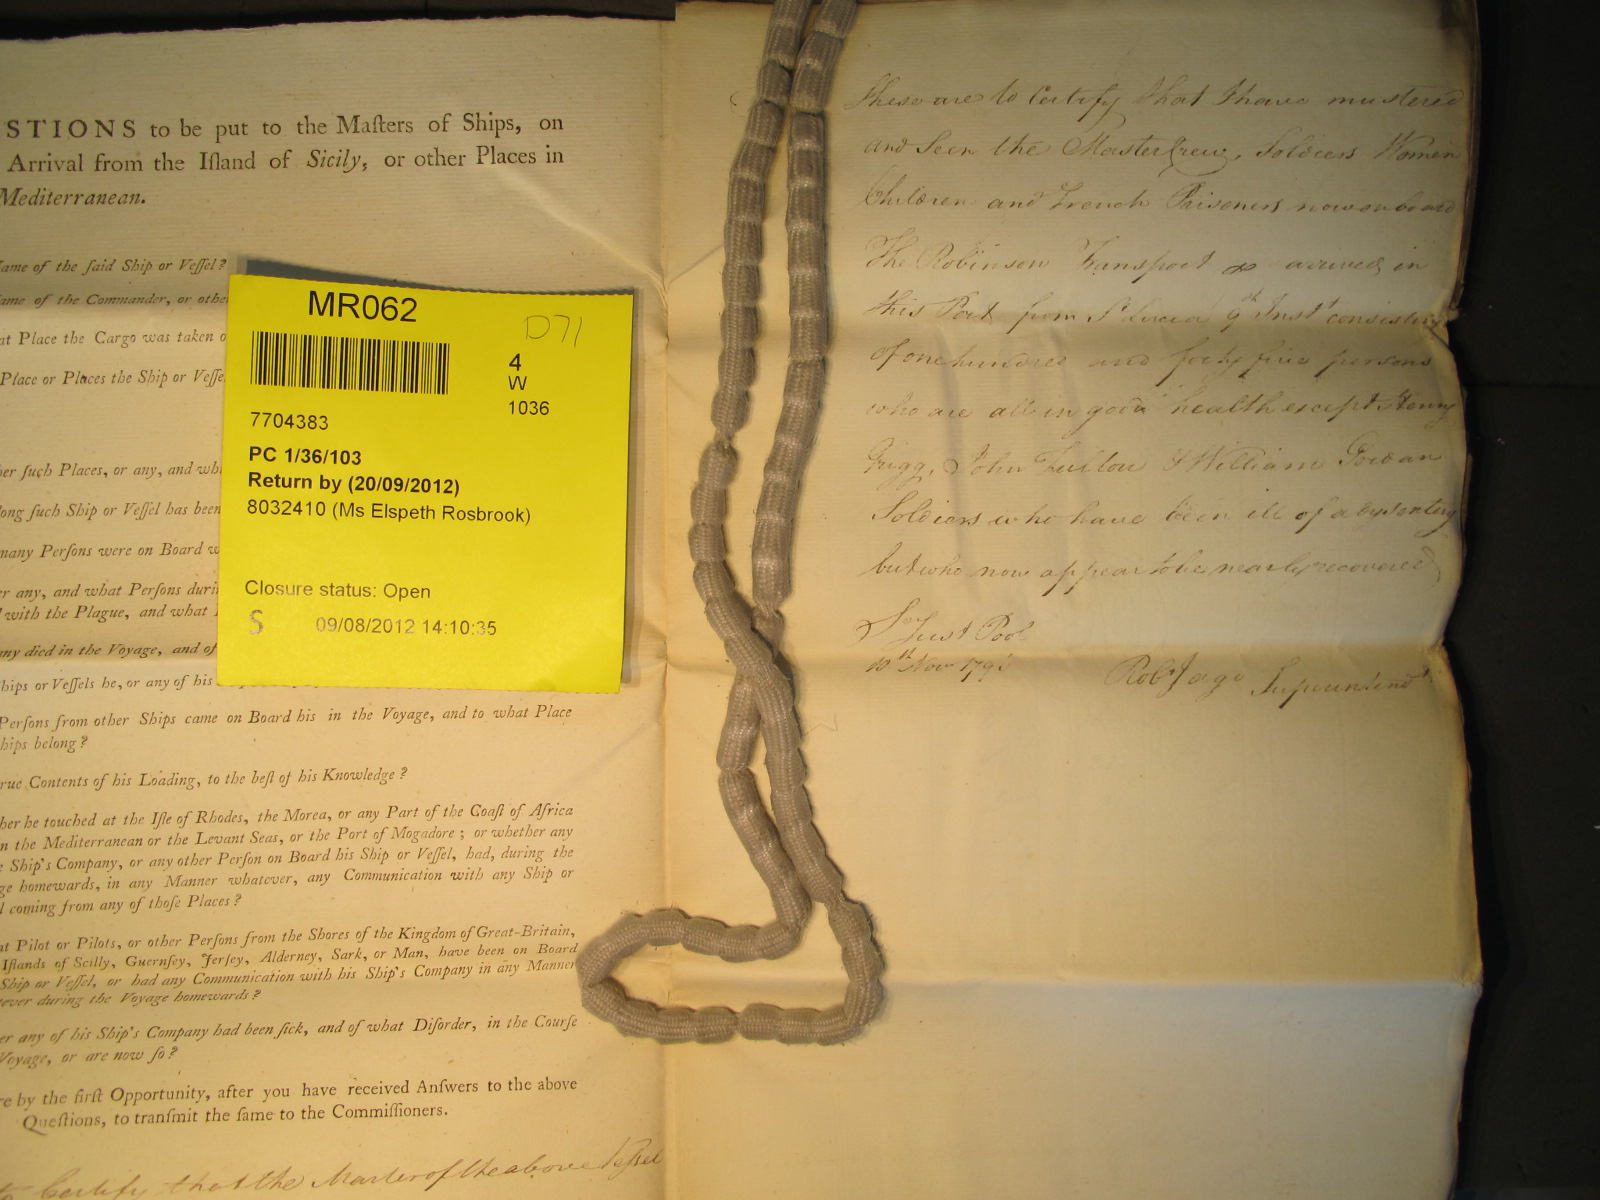 STIONS to be put to the Maſters of Ships, on
Arrival from the Iſland of Sicily, or other Places in
Mediterranean.
ame of the ſaid Ship or Veſſel?
ame of the Commander, or othe
at Place the Cargo was taken o
Place or Places the Ship or Veſſe
er ſuch Places, or any, and wh
ong ſuch Ship or Veſſel has been
many Perſons were on Board w
er any, and what Perſons duri
with the Plague, and what
ny died in the Voyage, and of
hips or Veſſels he, or any of his
Perſons from other Ships came on Board his in the Voyage, and to what Place
hips belong?
rue Contents of his Loading, to the beſt of his Knowledge?
her he touched at the Iſle of Rhodes, the Morea, or any Part of the Coaſt of Africa
n the Mediterranean or the Levant Seas, or the Port of Mogadore; or whether any
e Ship's Company, or any other Perſon on Board his Ship or Veſſel, had, during the
ge homewards, in any Manner whatever, any Communication with any Ship or
l coming from any of thoſe Places?
at Pilot or Pilots, or other Perſons from the Shores of the Kingdom of Great-Britain,
Iſlands of Scilly, Guernſey, Jerſey, Alderney, Sark, or Man, have been on Board
Ship or Veſſel, or had any Communication with his Ship's Company in any Manner
tever during the Voyage homewards?
er any of his Ship's Company had been ſick, and of what Diſorder, in the Courſe
Voyage, or are now ſo?
re by the firſt Opportunity, after you have received Anſwers to the above
Queſtions, to tranſmit the ſame to the Commiſſioners.
to Certify that the Master of the above Veſsel
MR062
D71
4
W
1036
7704383
PC 1/36/103
Return by (20/09/2012)
8032410 (Ms Elspeth Rosbrook)
Closure status: Open
S 09/08/2012 14:10:35
These are to Certify that I have mustered
and Seen the Master Crew, Soldiers Women
Children and French Prisoners now on board
The Robinson Transport arrived in
this Port from St Lucia 9th Inst consisting
of one hundred and forty five persons
who are all in good health except Henry
Grigg, John Fullow & William Gowan
Soldiers who have been ill of a dysentery
but who now appear to be nearly recovered
Just Pool
10th Nov 179
Robt Jago Superintendt